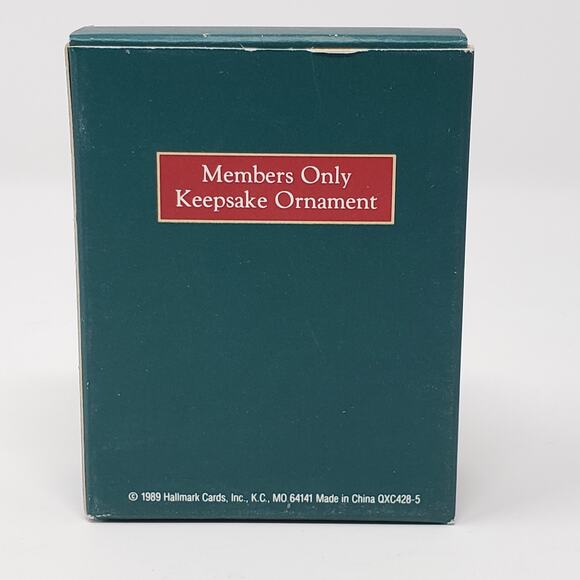 Members Only
Keepsake Ornament
© 1989 Hallmark Cards, Inc., K.C., MO 64141 Made in China QXC428-5